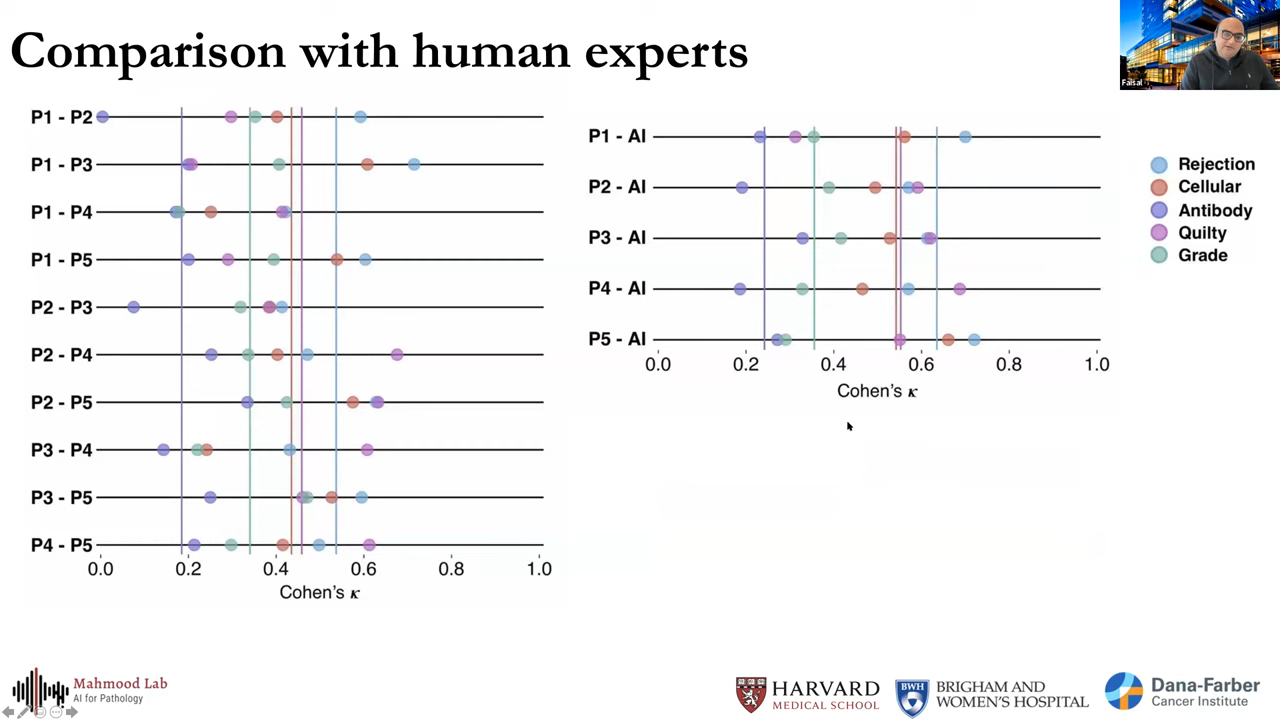 Comparison with human experts
Faisal
P1 - P2
P1 - P3
P1 - P4
P1 - P5
P2 - P3
P2 - P4
P2 - P5
P3 - P4
P3 - P5
P4 - P5
0.0 0.2 0.4 0.6 0.8 1.0
Cohen's κ
P1 - AI
P2 - AI
P3 - AI
P4 - AI
P5 - AI
0.0 0.2 0.4 0.6 0.8 1.0
Cohen's κ
Rejection
Cellular
Antibody
Quilty
Grade
Mahmood Lab
AI for Pathology
HARVARD
MEDICAL SCHOOL
BWH
BRIGHAM AND
WOMEN'S HOSPITAL
Dana-Farber
Cancer Institute